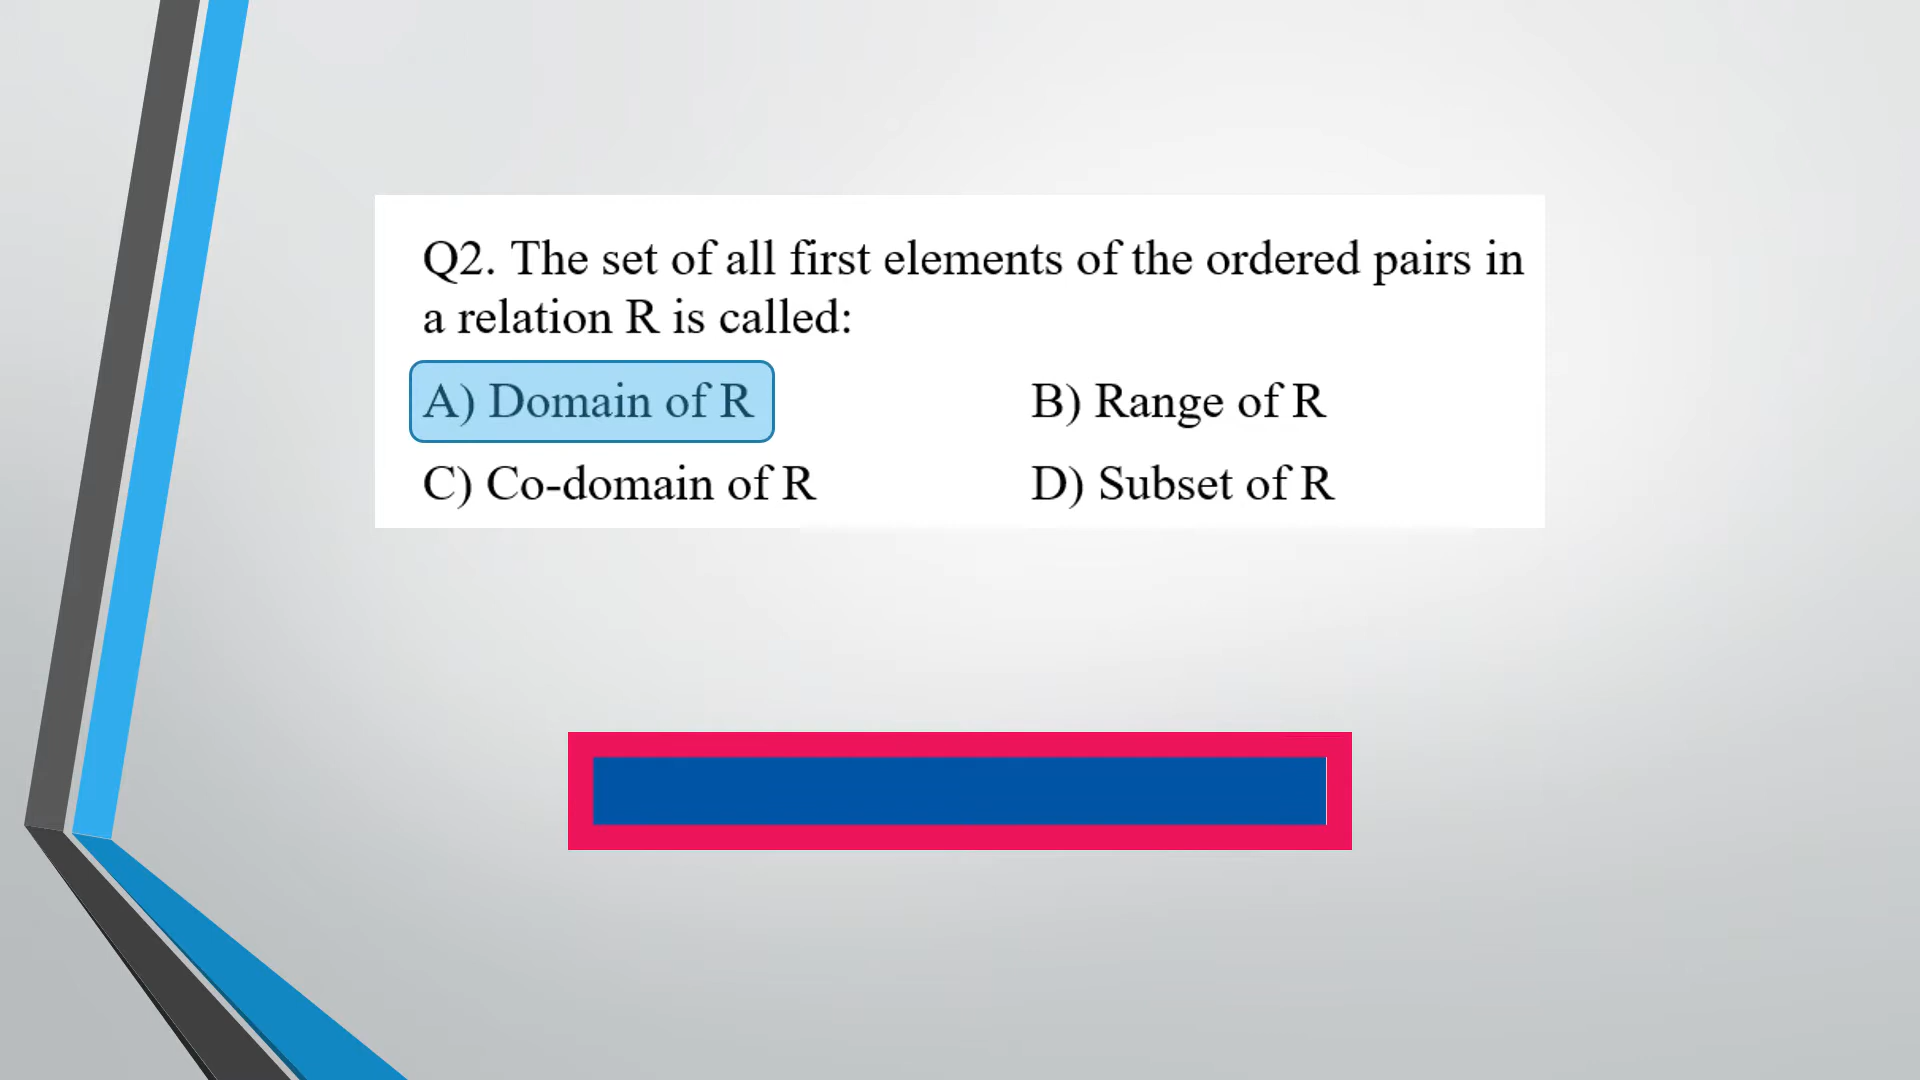 Q2. The set of all first elements of the ordered pairs in
a relation R is called:
A) Domain of R
B) Range of R
C) Co-domain of R
D) Subset of R